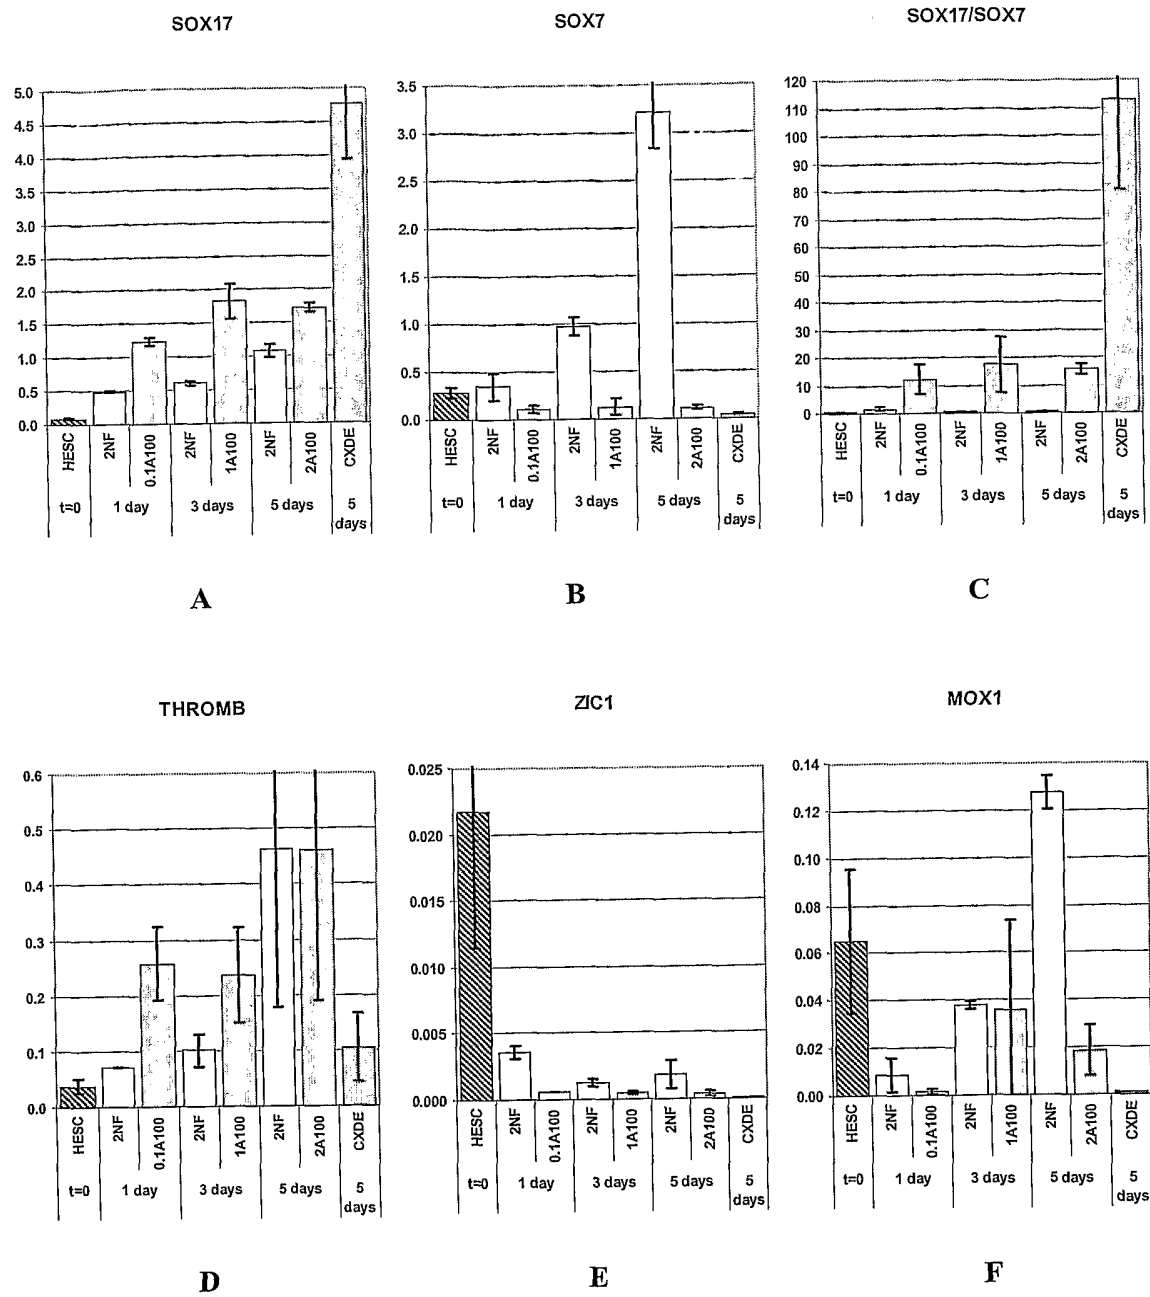 SOX17
5.0
4.5
4.0
3.5
3.0
2.5
2.0
1.5
1.0
0.5
0.0
HESC 2NF 0.1A100 2NF 1A100 2NF 2A100 CXDE
t=0 1 day 3 days 5 days 5 days
A
SOX7
3.5
3.0
2.5
2.0
1.5
1.0
0.5
0.0
HESC 2NF 0.1A100 2NF 1A100 2NF 2A100 CXDE
t=0 1 day 3 days 5 days 5 days
B
SOX17/SOX7
120
110
100
90
80
70
60
50
40
30
20
10
0
HESC 2NF 0.1A100 2NF 1A100 2NF 2A100 CXDE
t=0 1 day 3 days 5 days 5 days
C
THROMB
0.6
0.5
0.4
0.3
0.2
0.1
0.0
HESC 2NF 0.1A100 2NF 1A100 2NF 2A100 CXDE
t=0 1 day 3 days 5 days 5 days
D
ZIC1
0.025
0.020
0.015
0.010
0.005
0.000
HESC 2NF 0.1A100 2NF 1A100 2NF 2A100 CXDE
t=0 1 day 3 days 5 days 5 days
E
MOX1
0.14
0.12
0.10
0.08
0.06
0.04
0.02
0.00
HESC 2NF 0.1A100 2NF 1A100 2NF 2A100 CXDE
t=0 1 day 3 days 5 days 5 days
F